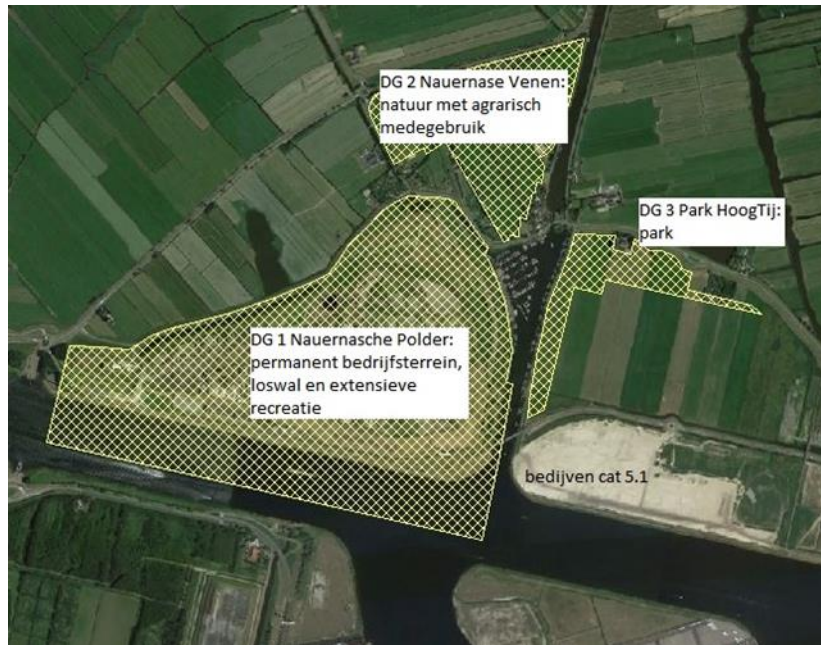 DG 2 Nauernase Venen:
natuur met agrarisch
medegebruik
DG 3 Park HoogTij:
park
DG 1 Nauernasche Polder:
permanent bedrijfsterrein,
loswal en extensieve
recreatie
bedijven cat 5.1